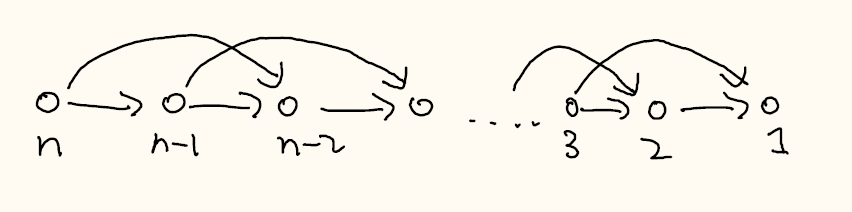 n n-1 n-2 ..... 3 2 1